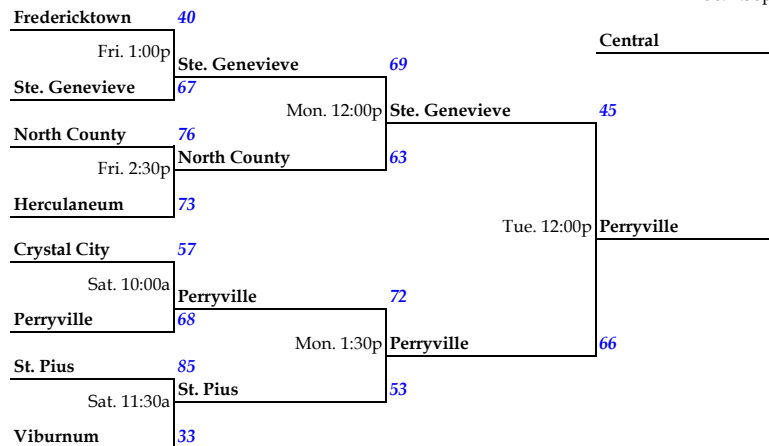 Fredericktown 40
Central
Fri. 1:00p
Ste. Genevieve 69
Ste. Genevieve 67
Mon. 12:00p Ste. Genevieve 45
North County 76
North County 63
Fri. 2:30p
Herculaneum 73
Tue. 12:00p Perryville
Crystal City 57
Sat. 10:00a
Perryville 72
Perryville 68
Mon. 1:30p Perryville 66
St. Pius 85
St. Pius 53
Sat. 11:30a
Viburnum 33